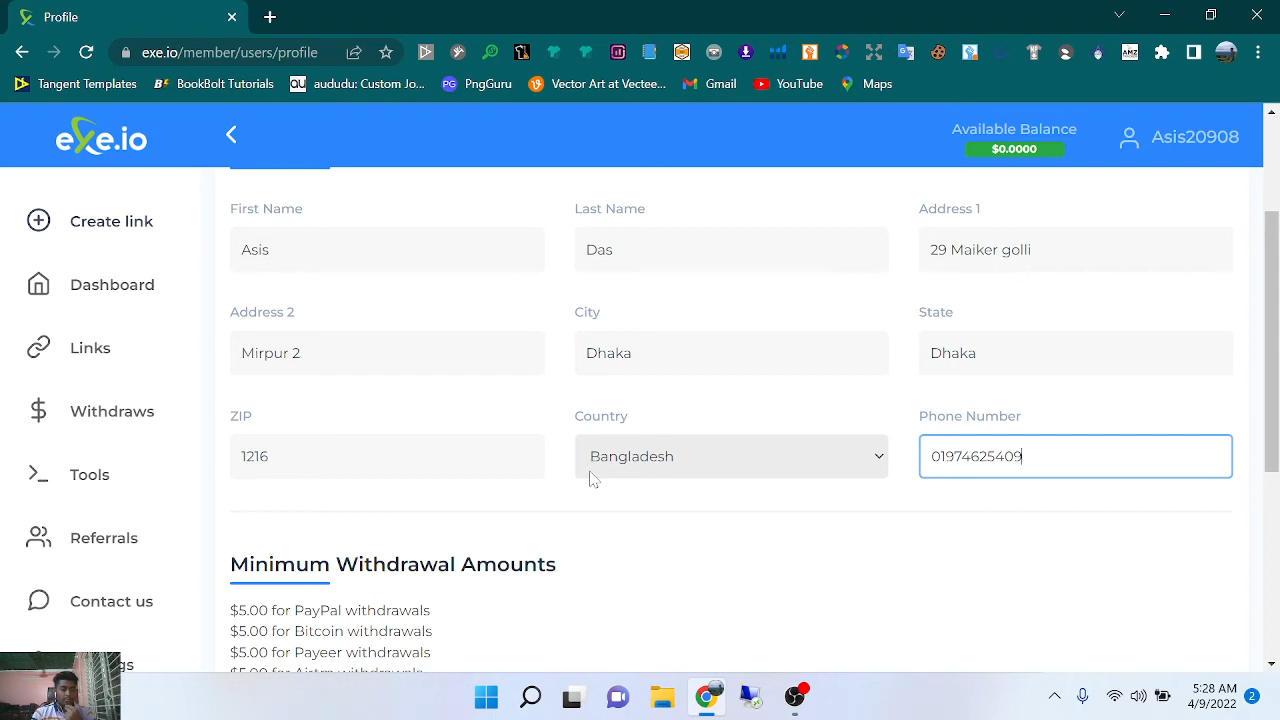 Profile
exe.io/member/users/profile
Tangent Templates
BookBolt Tutorials
QU
aududu: Custom Jo...
PG
PngGuru
Vector Art at Vectee...
Gmail
YouTube
Maps
exe.io
Available Balance
$0.0000
Asis20908
Create link
Dashboard
Links
Withdraws
Tools
Referrals
Contact us
First Name
Last Name
Address 1
Asis
Das
29 Maiker golli
Address 2
City
State
Mirpur 2
Dhaka
Dhaka
ZIP
Country
Phone Number
1216
Bangladesh
01974625409
Minimum Withdrawal Amounts
$5.00 for PayPal withdrawals
$5.00 for Bitcoin withdrawals
$5.00 for Payeer withdrawals
5:28 AM
4/9/2022
2